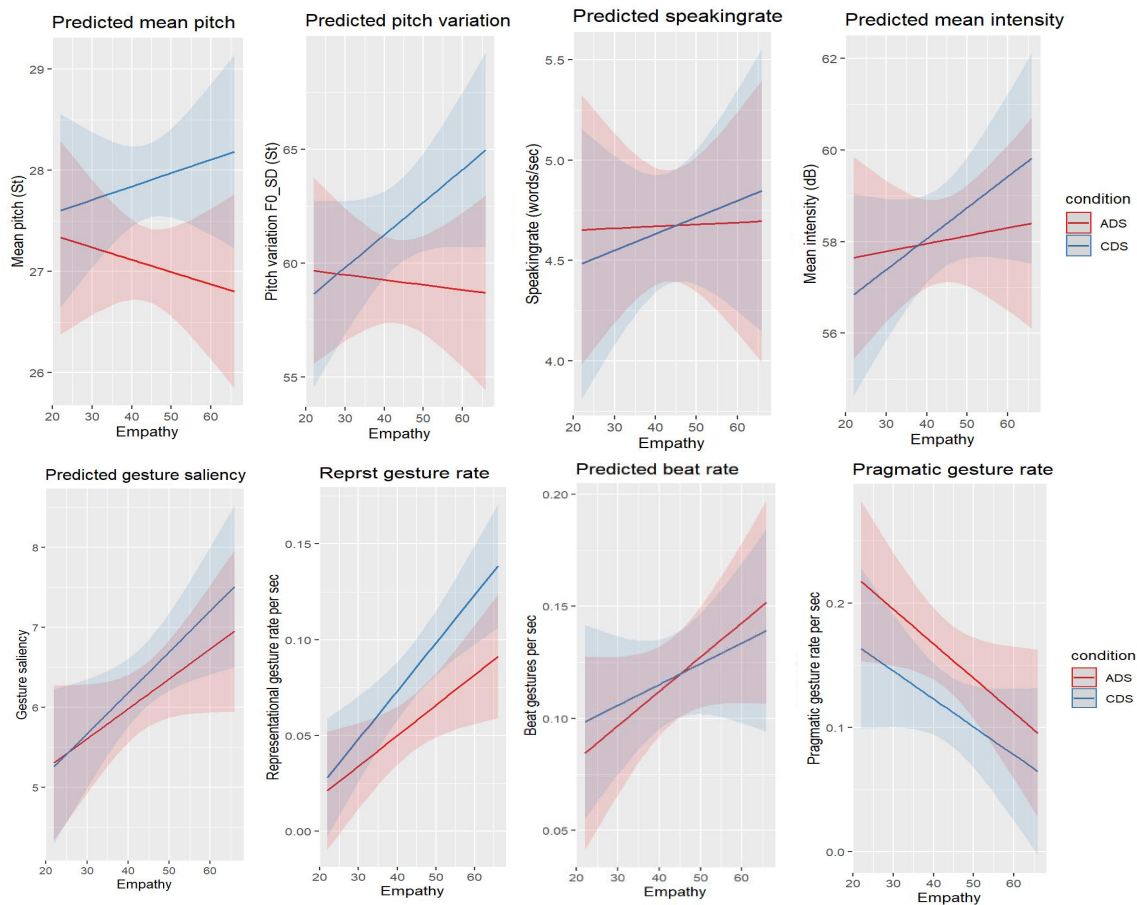 Predicted mean pitch
Mean pitch (St)
29
28
27
26
20 30 40 50 60
Empathy
Predicted pitch variation
Pitch variation F0_SD (St)
65
60
55
20 30 40 50 60
Empathy
Predicted speakingrate
Speakingrate (words/sec)
5.5
5.0
4.5
4.0
20 30 40 50 60
Empathy
Predicted mean intensity
Mean intensity (dB)
62
60
58
56
20 30 40 50 60
Empathy
condition
ADS
CDS
Predicted gesture saliency
Gesture saliency
8
7
6
5
20 30 40 50 60
Empathy
Reprst gesture rate
Representational gesture rate per sec
0.15
0.10
0.05
0.00
20 30 40 50 60
Empathy
Predicted beat rate
Beat gestures per sec
0.20
0.15
0.10
0.05
20 30 40 50 60
Empathy
Pragmatic gesture rate
Pragmatic gesture rate per sec
0.2
0.1
0.0
20 30 40 50 60
Empathy
condition
ADS
CDS